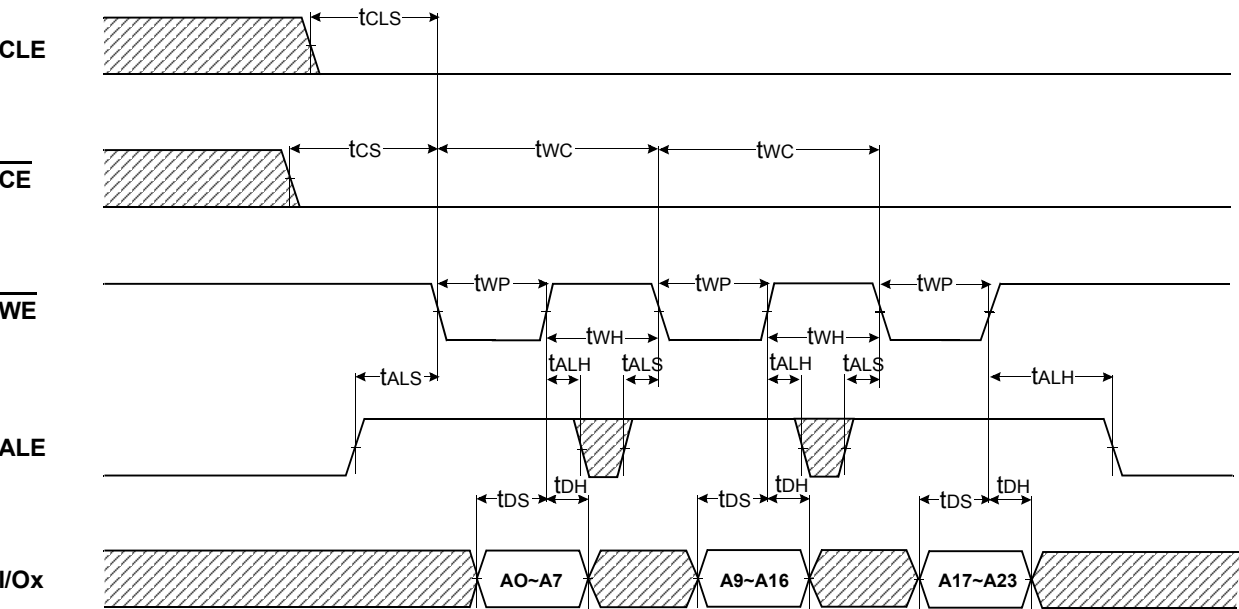 tCLS
CLE
tCS
tWC
tWC
CE
tWP
tWP
tWP
WE
tWH
tWH
tALS
tALH
tALS
tALH
tALS
tALH
ALE
tDS
tDH
tDS
tDH
tDS
tDH
I/Ox
AO~A7
A9~A16
A17~A23